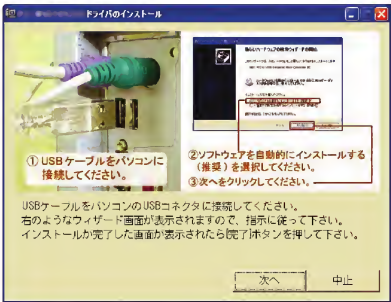 ドライバのインストール
① USBケーブルをパソコンに
接続してください。
②ソフトウェアを自動的にインストールする
（推奨）を選択してください。
③次へをクリックしてください。
USBケーブルをパソコンのUSBコネクタに接続してください。
右のようなウィザード画面が表示されますので、指示に従って下さい。
インストールが完了した画面が表示されたら[完了]ボタンを押して下さい。
次へ
中止